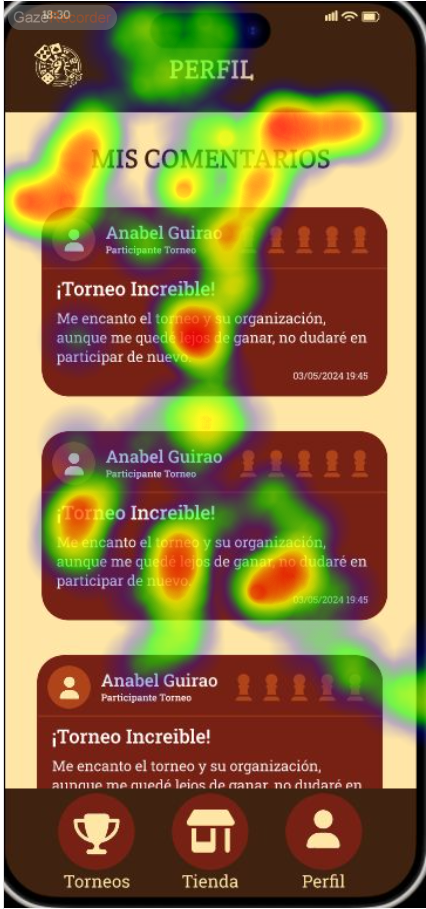 GazeRecorder
18:30
PERFIL
MIS COMENTARIOS
Anabel Guirao
Participante Torneo
¡Torneo Increible!
Me encanto el torneo y su organización,
aunque me quedé lejos de ganar, no dudaré en
participar de nuevo.
03/05/2024 19:45
Anabel Guirao
Participante Torneo
¡Torneo Increible!
Me encanto el torneo y su organización,
aunque me quedé lejos de ganar, no dudaré en
participar de nuevo.
03/05/2024 19:45
Anabel Guirao
Participante Torneo
¡Torneo Increible!
Me encanto el torneo y su organización,
aunque me quedé lejos de ganar, no dudaré en
Torneos
Tienda
Perfil